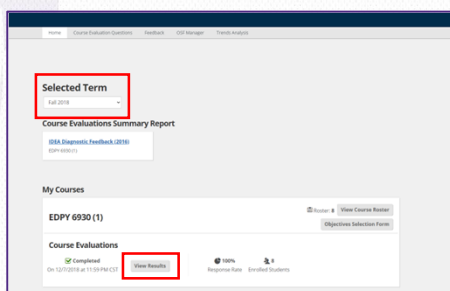 Home Course Evaluation Questions Feedback OSF Manager Trends Analysis
Selected Term
Fall 2018
Course Evaluations Summary Report
IDEA Diagnostic Feedback (2016)
EDPY 6930 (1)
My Courses
EDPY 6930 (1)
Roster: 8 View Course Roster
Objectives Selection Form
Course Evaluations
Completed
On 12/7/2018 at 11:59 PM CST
View Results
100%
Response Rate
8
Enrolled Students